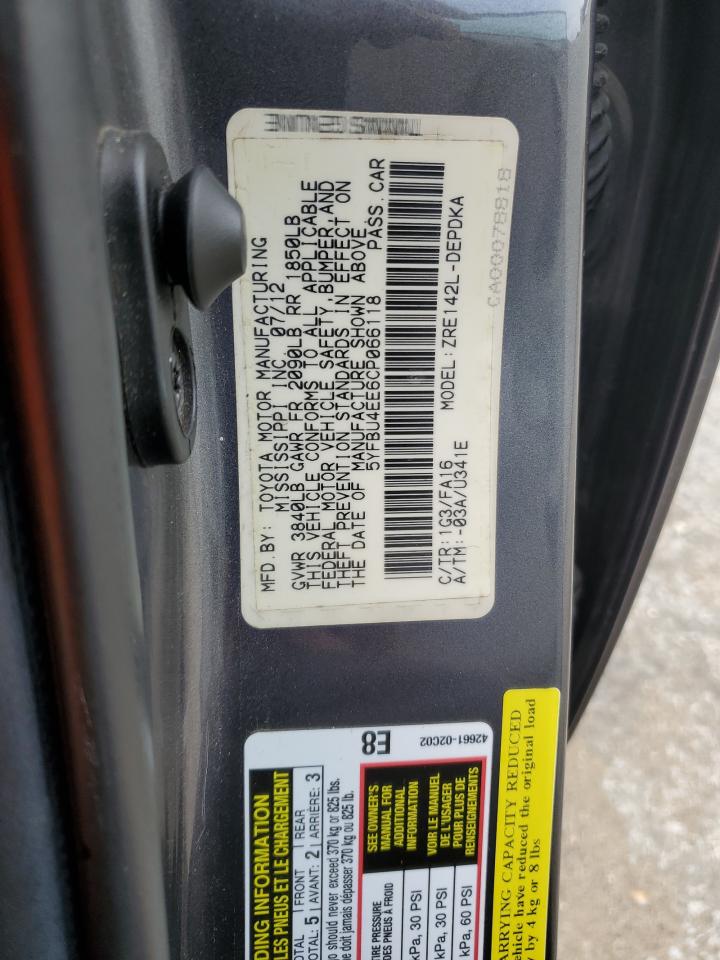 MFD.BY: TOYOTA MOTOR MANUFACTURING
MISSISSIPPI INC. 07/12
GVWR 3840LB GAWR FR 2090LB RR 1850LB
THIS VEHICLE CONFORMS TO ALL APPLICABLE
FEDERAL MOTOR VEHICLE SAFETY, BUMPER, AND
THEFT PREVENTION STANDARDS IN EFFECT ON
THE DATE OF MANUFACTURE SHOWN ABOVE.
5YFBU4EE6CP066118 PASS.CAR
C/TR:1G3/FA16 MODEL:ZRE142L-DEPDKA
A/TM:-03A/U341E
CA00078818
E8
42661-02C02
DING INFORMATION
LES PNEUS ET LE CHARGEMENT
TOTAL FRONT REAR
TOTAL: 5 AVANT: 2 ARRIÈRE: 3
should never exceed 370 kg or 825 lbs.
ne doit jamais dépasser 370 kg ou 825 lb.
TIRE PRESSURE
DES PNEUS À FROID
kPa, 30 PSI
kPa, 30 PSI
kPa, 60 PSI
SEE OWNER'S
MANUAL FOR
ADDITIONAL
INFORMATION
VOIR LE MANUEL
DE L'USAGER
POUR PLUS DE
RENSEIGNEMENTS
CARRYING CAPACITY REDUCED
vehicle have reduced the original load
y by 4 kg or 8 lbs